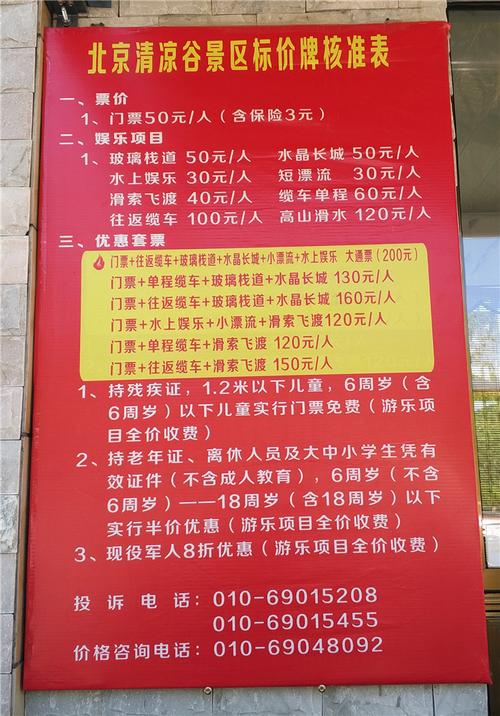 北京清凉谷景区标价牌核准表
一、票价
1、门票50元/人（含保险3元）
二、娱乐项目
1、玻璃栈道 50元/人 水晶长城 50元/人
水上娱乐 30元/人 短漂流 30元/人
滑索飞渡 40元/人 缆车单程 60元/人
往返缆车 100元/人 高山滑水 120元/人
三、优惠套票
门票+往返缆车+玻璃栈道+水晶长城+小漂流+水上娱乐 大通票（200元）
门票+单程缆车+玻璃栈道+水晶长城 130元/人
门票+往返缆车+玻璃栈道+水晶长城 160元/人
门票+水上娱乐+小漂流+滑索飞渡120元/人
门票+单程缆车+滑索飞渡 120元/人
门票+往返缆车+滑索飞渡 150元/人
1、持残疾证，1.2米以下儿童，6周岁（含
6周岁）以下儿童实行门票免费（游乐项
目全价收费）
2、持老年证、离休人员及大中小学生凭有
效证件（不含成人教育），6周岁（不含
6周岁）——18周岁（含18周岁）以下
实行半价优惠（游乐项目全价收费）
3、现役军人8折优惠（游乐项目全价收费）
投诉电话：010-69015208
010-69015455
价格咨询电话：010-69048092